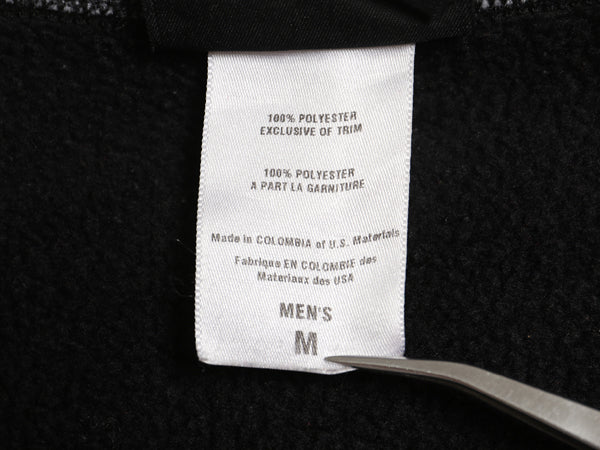 100% POLYESTER
EXCLUSIVE OF TRIM
100% POLYESTER
A PART LA GARNITURE
Made in COLOMBIA of U.S. Materials
Fabrique EN COLOMBIE des
Materiaux des USA
MEN'S
M